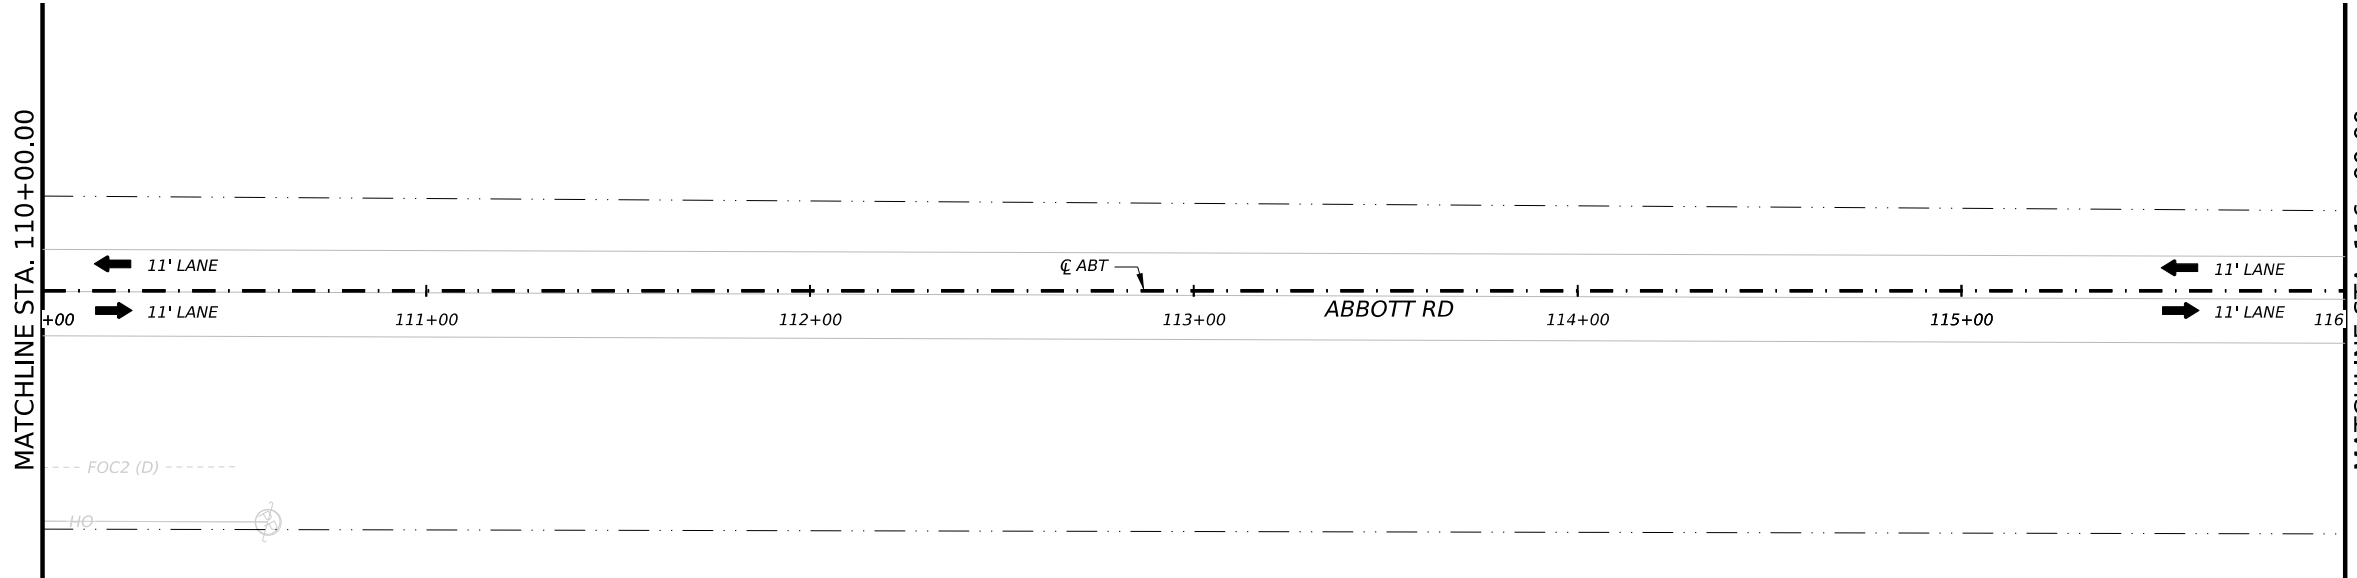 MATCHLINE STA. 110+00.00
11' LANE
℄ ABT
11' LANE
11' LANE
ABBOTT RD
11' LANE
+00
111+00
112+00
113+00
114+00
115+00
116
FOC2 (D)
HO